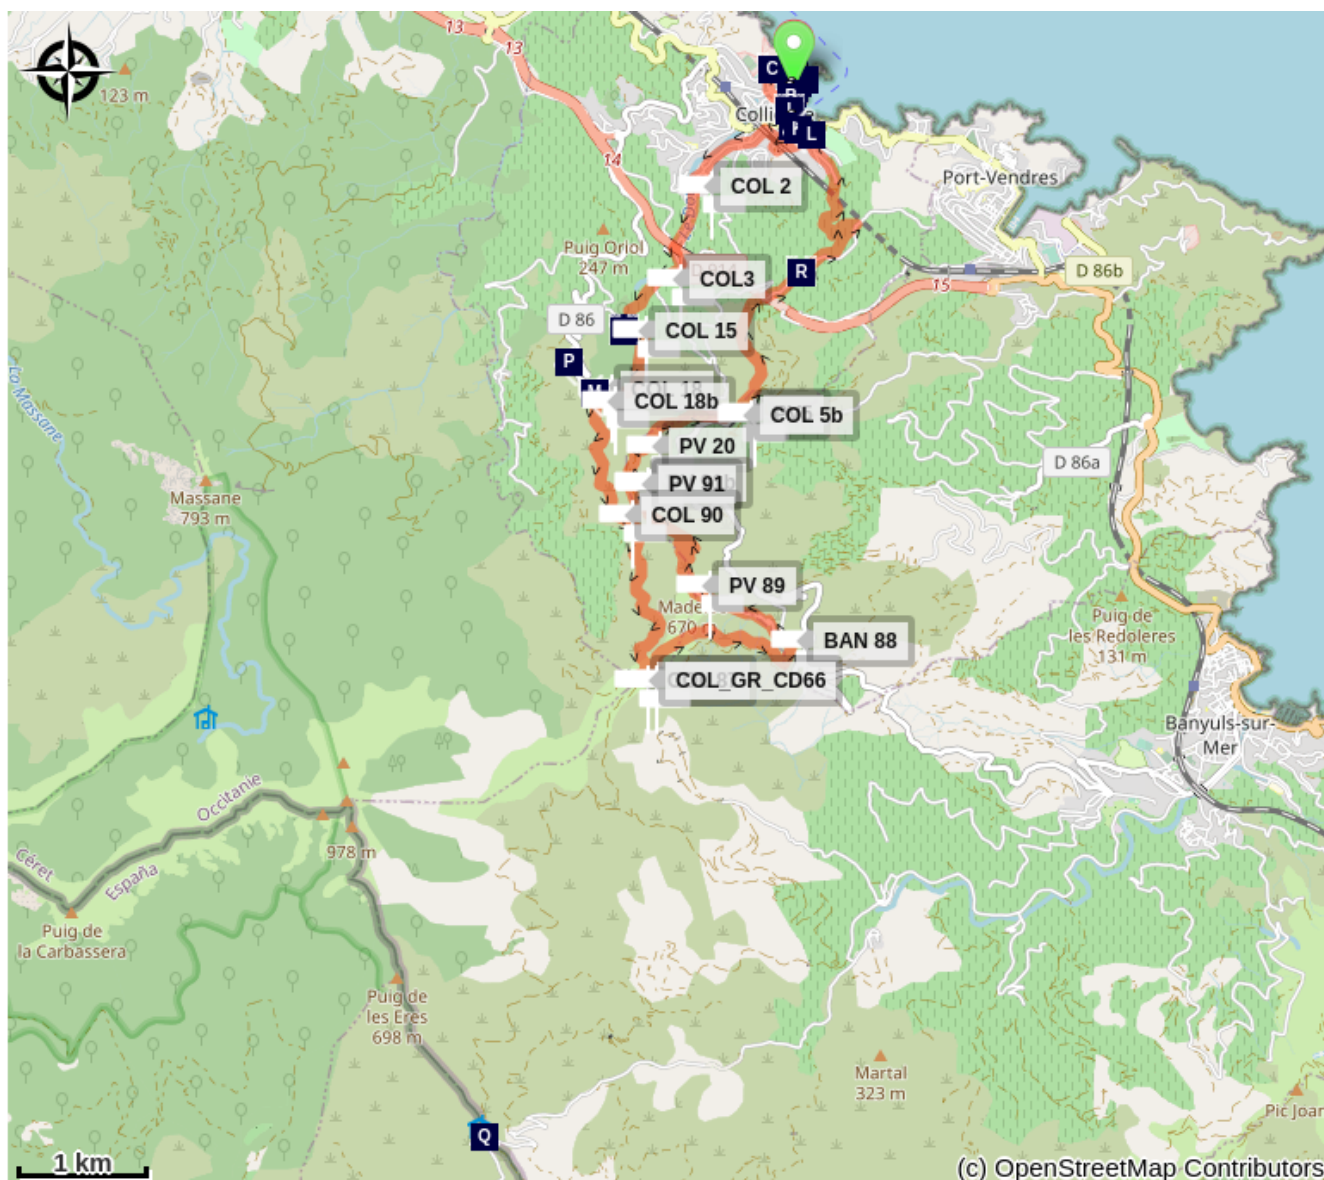 13
13
123 m
C
L
L
Port-Vendres
14
COL 2
Puig Oriol
247 m
COL3
R
D 86b
15
D 86
COL 15
P
COL 18b
COL 5b
La Massane
PV 20
D 86a
PV 91
Massane
793 m
COL 90
PV 89
670
Puig de
les Redoleres
131 m
BAN 88
COL_GR_CD66
Banyuls-sur-
Mer
Occitanie
978 m
Céret
España
Puig de
la Carbassera
Puig de
les Eres
698 m
Martal
323 m
Pic Joan
Q
1 km
(c) OpenStreetMap Contributors